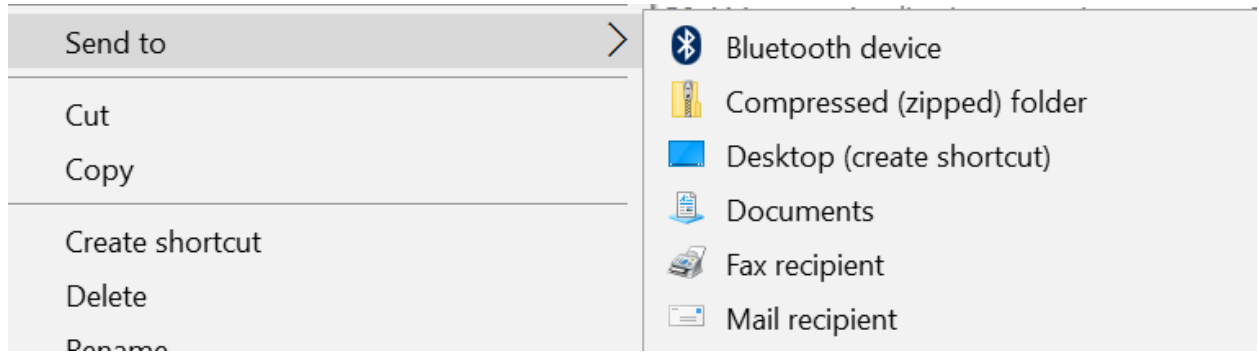 Send to
Cut
Copy
Create shortcut
Delete
Rename
Bluetooth device
Compressed (zipped) folder
Desktop (create shortcut)
Documents
Fax recipient
Mail recipient